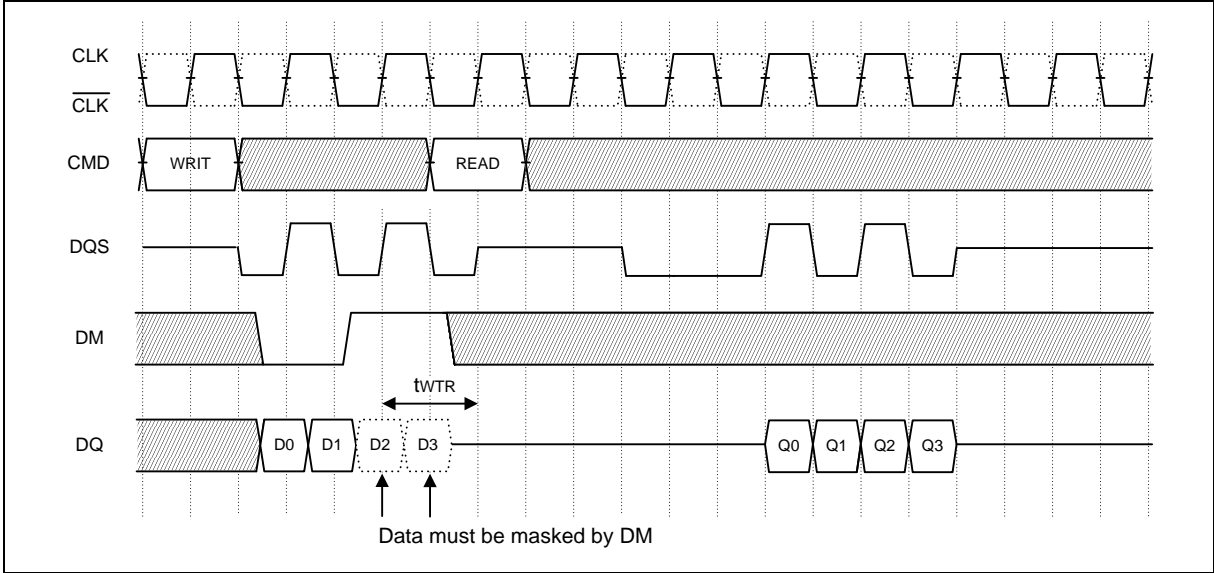 CLK
CLK
CMD WRIT READ
DQS
DM
tWTR
DQ D0 D1 D2 D3 Q0 Q1 Q2 Q3
Data must be masked by DM